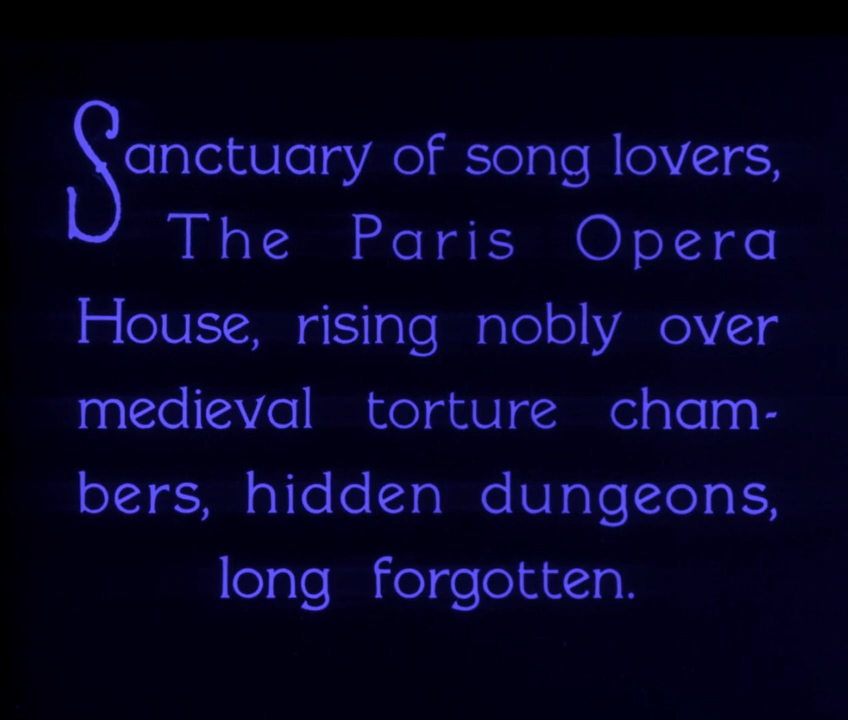 Sanctuary of song lovers,
The Paris Opera
House, rising nobly over
medieval torture cham-
bers, hidden dungeons,
long forgotten.